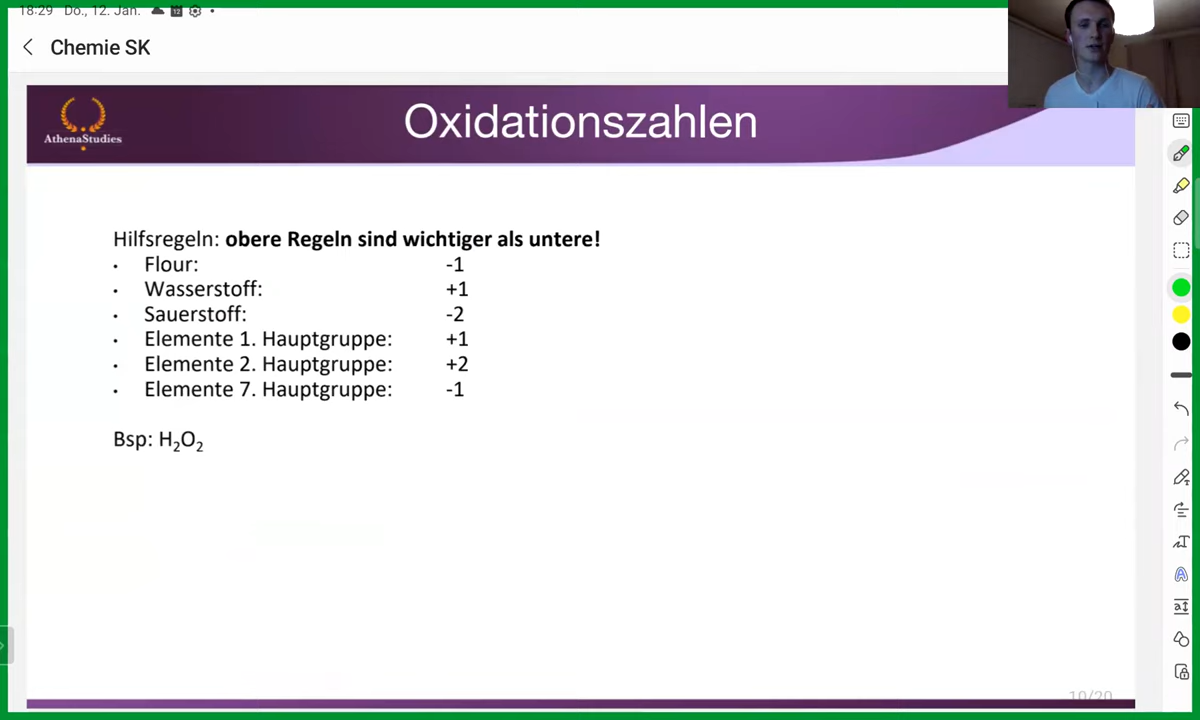 18:29 Do., 12. Jan.
Chemie SK
AthenaStudies
Oxidationszahlen
Hilfsregeln: obere Regeln sind wichtiger als untere!
• Flour: -1
• Wasserstoff: +1
• Sauerstoff: -2
• Elemente 1. Hauptgruppe: +1
• Elemente 2. Hauptgruppe: +2
• Elemente 7. Hauptgruppe: -1
Bsp: H₂O₂
10/20